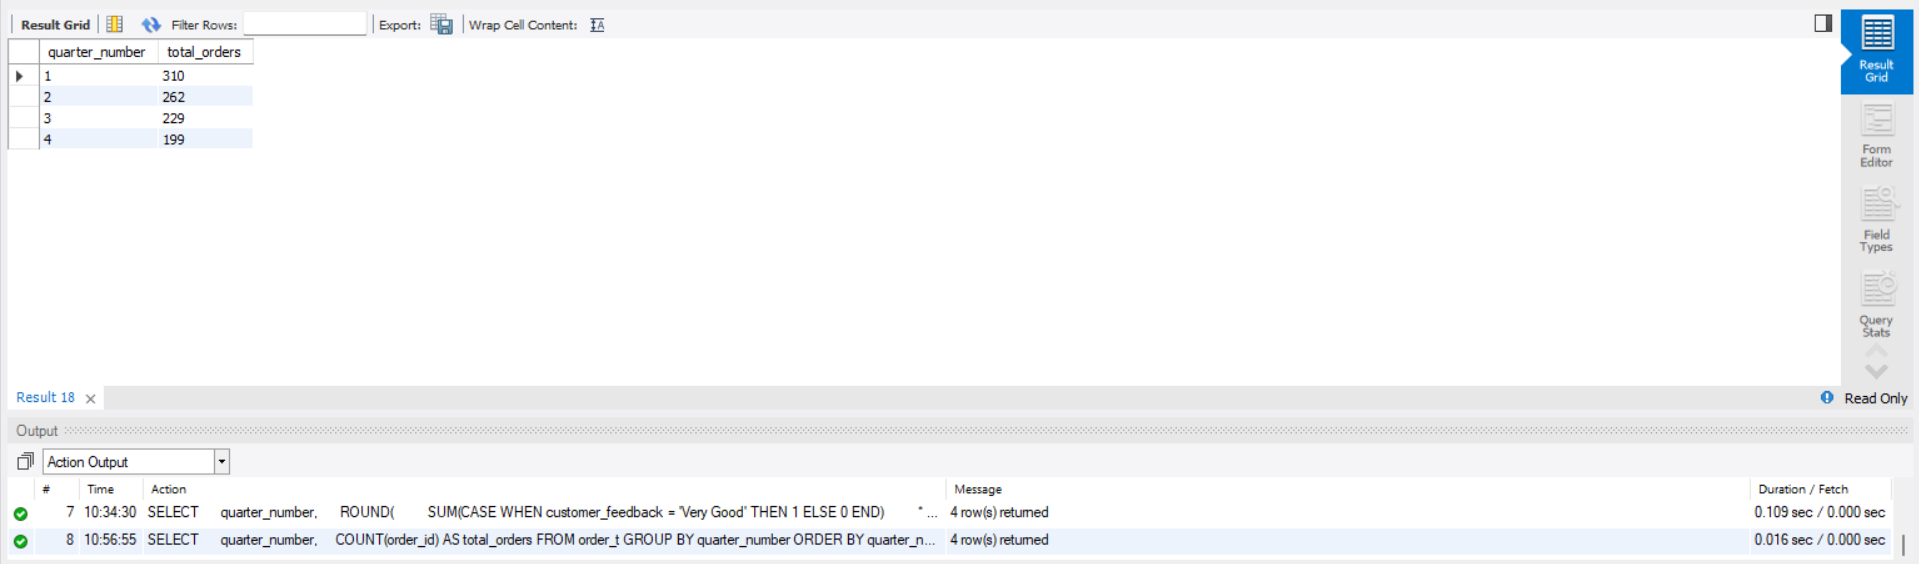 Result Grid Filter Rows: Export: Wrap Cell Content:
quarter_number total_orders
1 310
2 262
3 229
4 199
Result
Grid
Form
Editor
Field
Types
Query
Stats
Result 18 Read Only
Output
Action Output
# Time Action Message Duration / Fetch
7 10:34:30 SELECT quarter_number, ROUND( SUM(CASE WHEN customer_feedback = 'Very Good' THEN 1 ELSE 0 END) * ... 4 row(s) returned 0.109 sec / 0.000 sec
8 10:56:55 SELECT quarter_number, COUNT(order_id) AS total_orders FROM order_t GROUP BY quarter_number ORDER BY quarter_n... 4 row(s) returned 0.016 sec / 0.000 sec